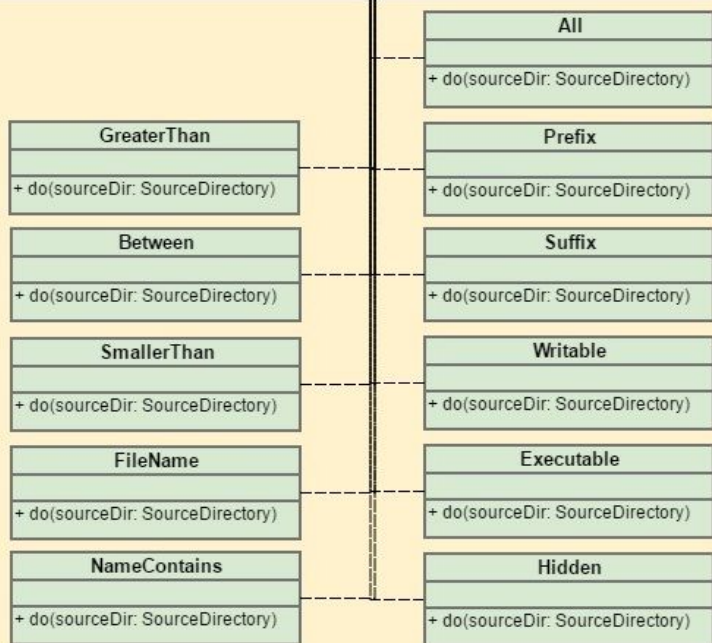 All
+ do(sourceDir: SourceDirectory)
GreaterThan
+ do(sourceDir: SourceDirectory)
Prefix
+ do(sourceDir: SourceDirectory)
Between
+ do(sourceDir: SourceDirectory)
Suffix
+ do(sourceDir: SourceDirectory)
SmallerThan
+ do(sourceDir: SourceDirectory)
Writable
+ do(sourceDir: SourceDirectory)
FileName
+ do(sourceDir: SourceDirectory)
Executable
+ do(sourceDir: SourceDirectory)
NameContains
+ do(sourceDir: SourceDirectory)
Hidden
+ do(sourceDir: SourceDirectory)